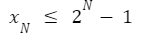 x_N ≤ 2^N − 1